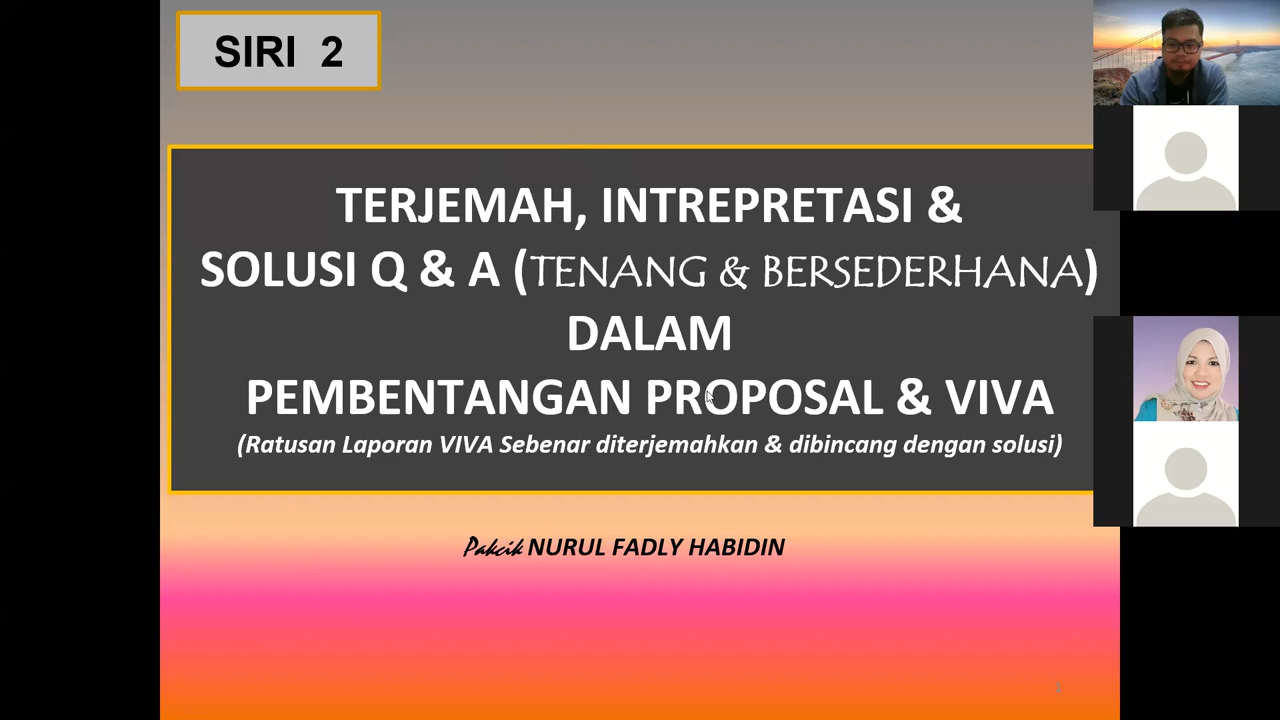 SIRI 2
TERJEMAH, INTREPRETASI &
SOLUSI Q & A (TENANG & BERSEDERHANA)
DALAM
PEMBENTANGAN PROPOSAL & VIVA
(Ratusan Laporan VIVA Sebenar diterjemahkan & dibincang dengan solusi)
Pakcik NURUL FADLY HABIDIN